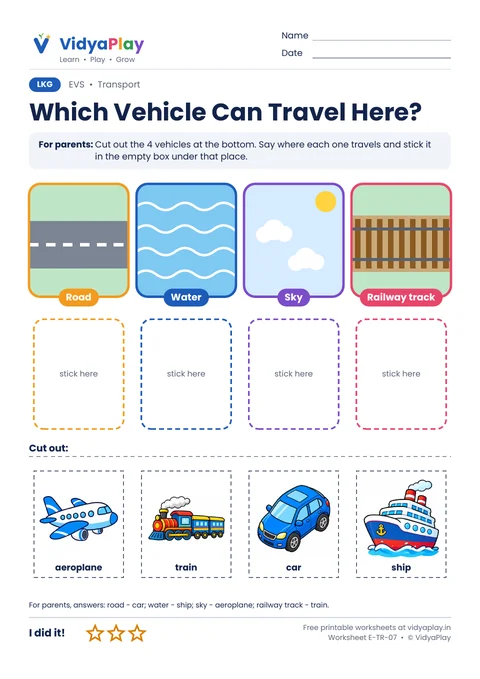 VidyaPlay
Learn • Play • Grow
Name
Date
LKG EVS • Transport
Which Vehicle Can Travel Here?
For parents: Cut out the 4 vehicles at the bottom. Say where each one travels and stick it
in the empty box under that place.
Road Water Sky Railway track
stick here stick here stick here stick here
Cut out:
aeroplane train car ship
For parents, answers: road - car; water - ship; sky - aeroplane; railway track - train.
I did it!
Free printable worksheets at vidyaplay.in
Worksheet E-TR-07 • © VidyaPlay